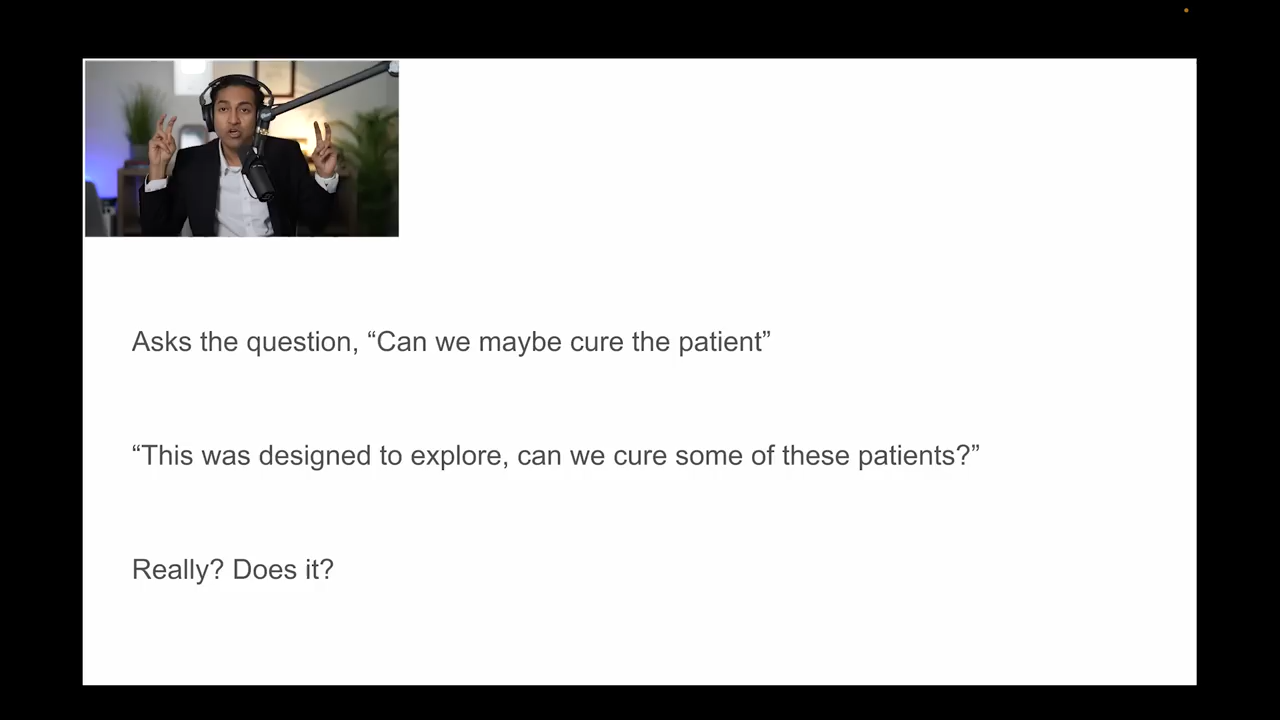 Asks the question, “Can we maybe cure the patient”
“This was designed to explore, can we cure some of these patients?”
Really? Does it?